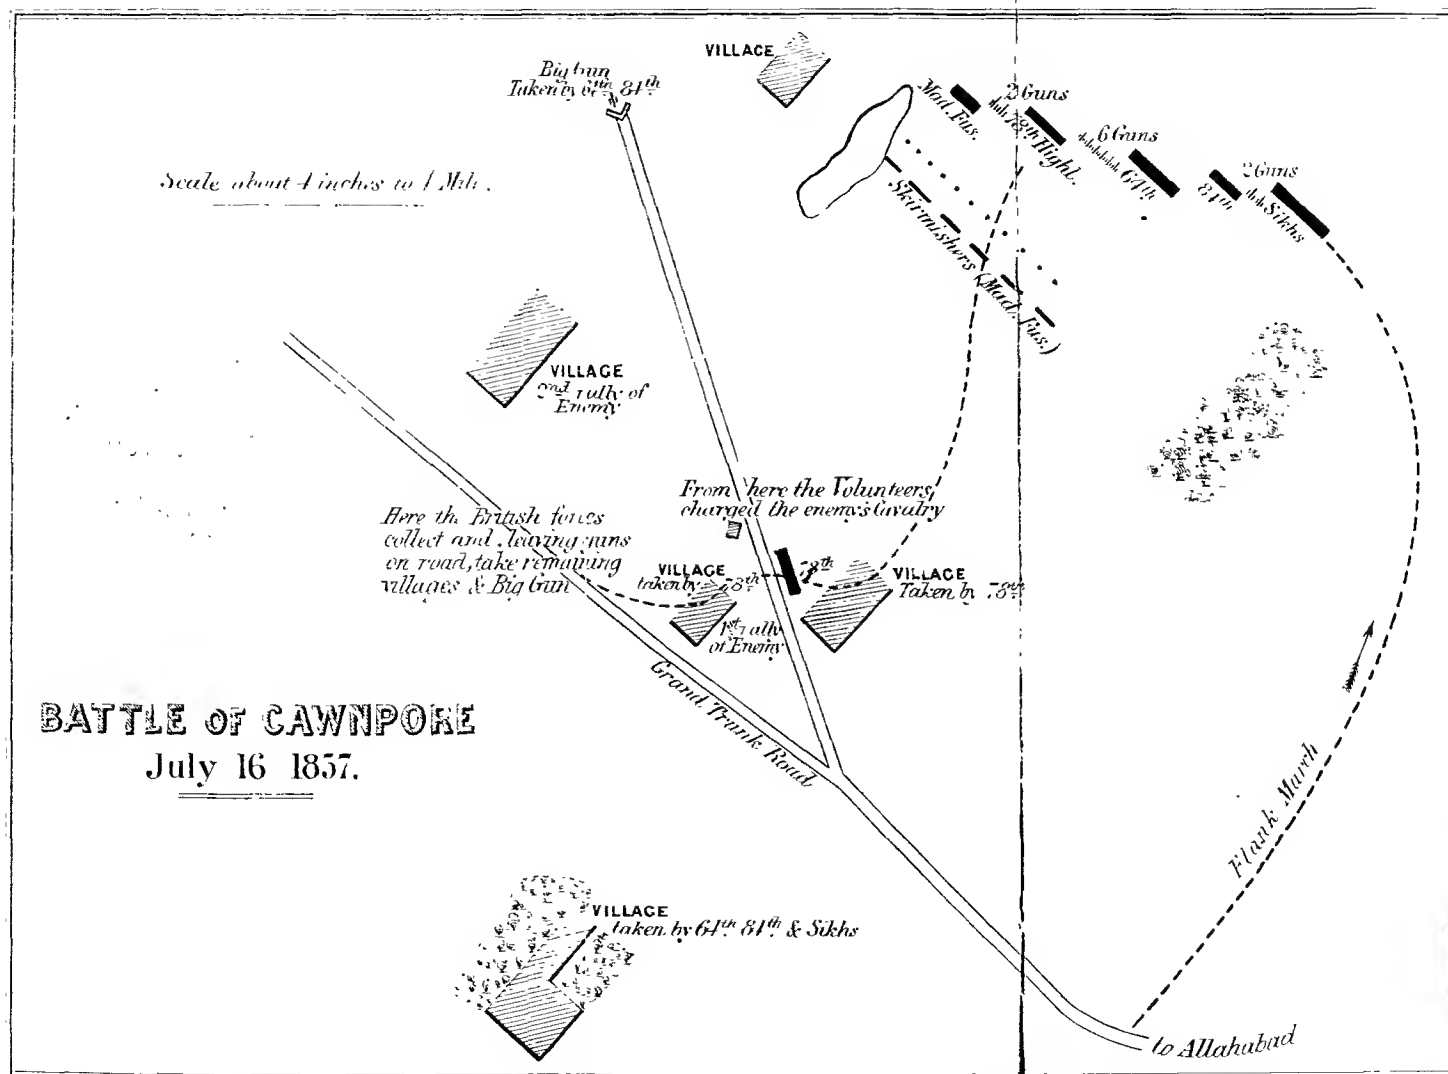 VILLAGE
Big Gun
Taken by 84th
Mad. Fus.
2 Guns
78th Highl.
6 Guns
64th
84th
2 Guns
Sikhs
Scale about 4 inches to 1 Mile.
Skirmishers (Mad. Fus.)
VILLAGE
2nd rally of
Enemy
From here the Volunteers,
charged the enemy's Cavalry
Here the British forces
collect and, leaving guns
on road, take remaining
villages & Big Gun
VILLAGE
taken by 78th
1st rally
of Enemy
78th
VILLAGE
Taken by 78th
Grand Trunk Road
BATTLE OF CAWNPORE
July 16 1857.
Flank March
VILLAGE
taken by 64th 84th & Sikhs
to Allahabad